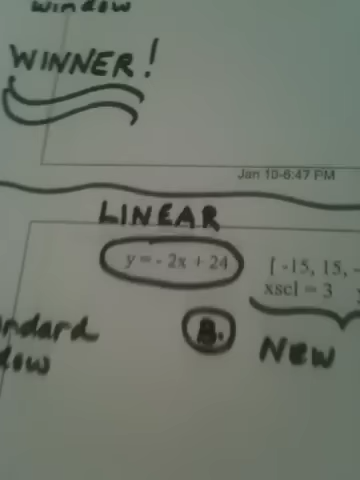 window
WINNER!
Jan 10-6:47 PM
LINEAR
y = - 2x + 24
[ -15, 15, -
xscl = 3
B.
New
ndard
dow